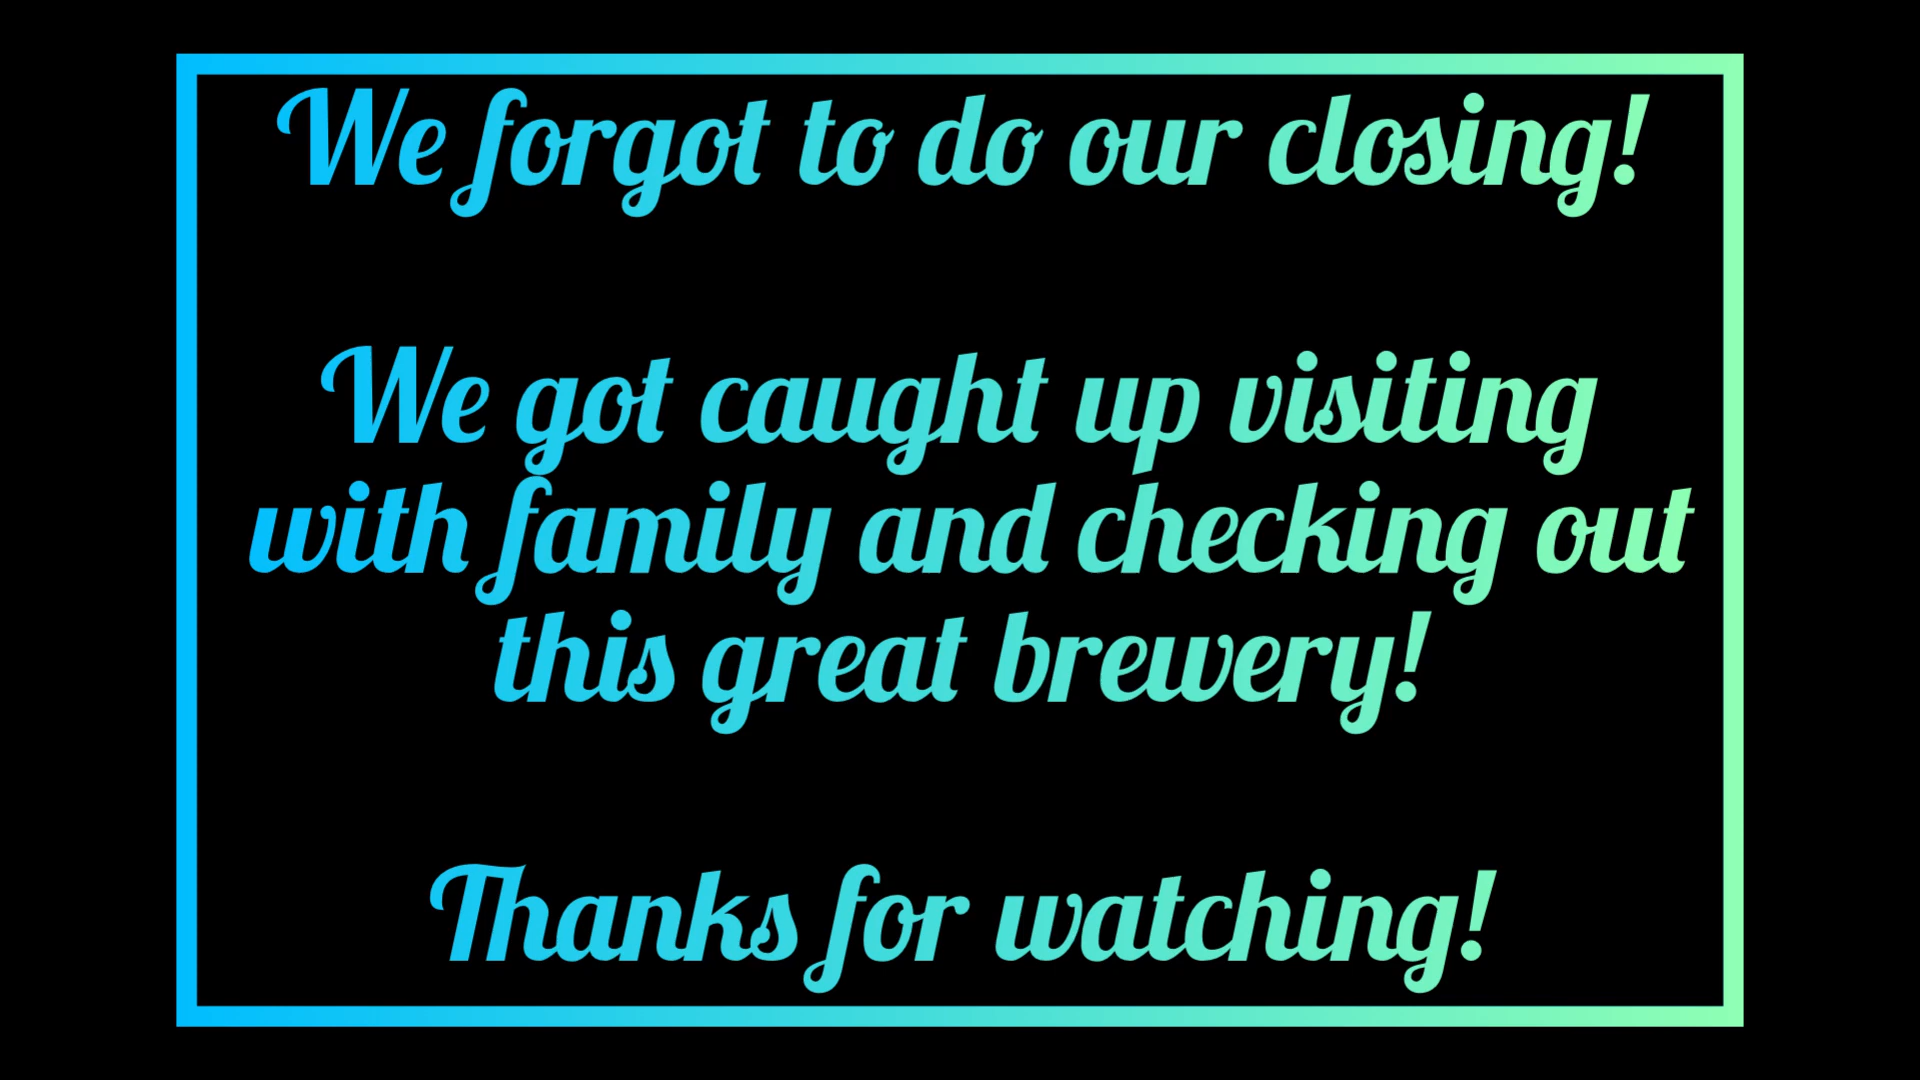 We forgot to do our closing!
We got caught up visiting
with family and checking out
this great brewery!
Thanks for watching!